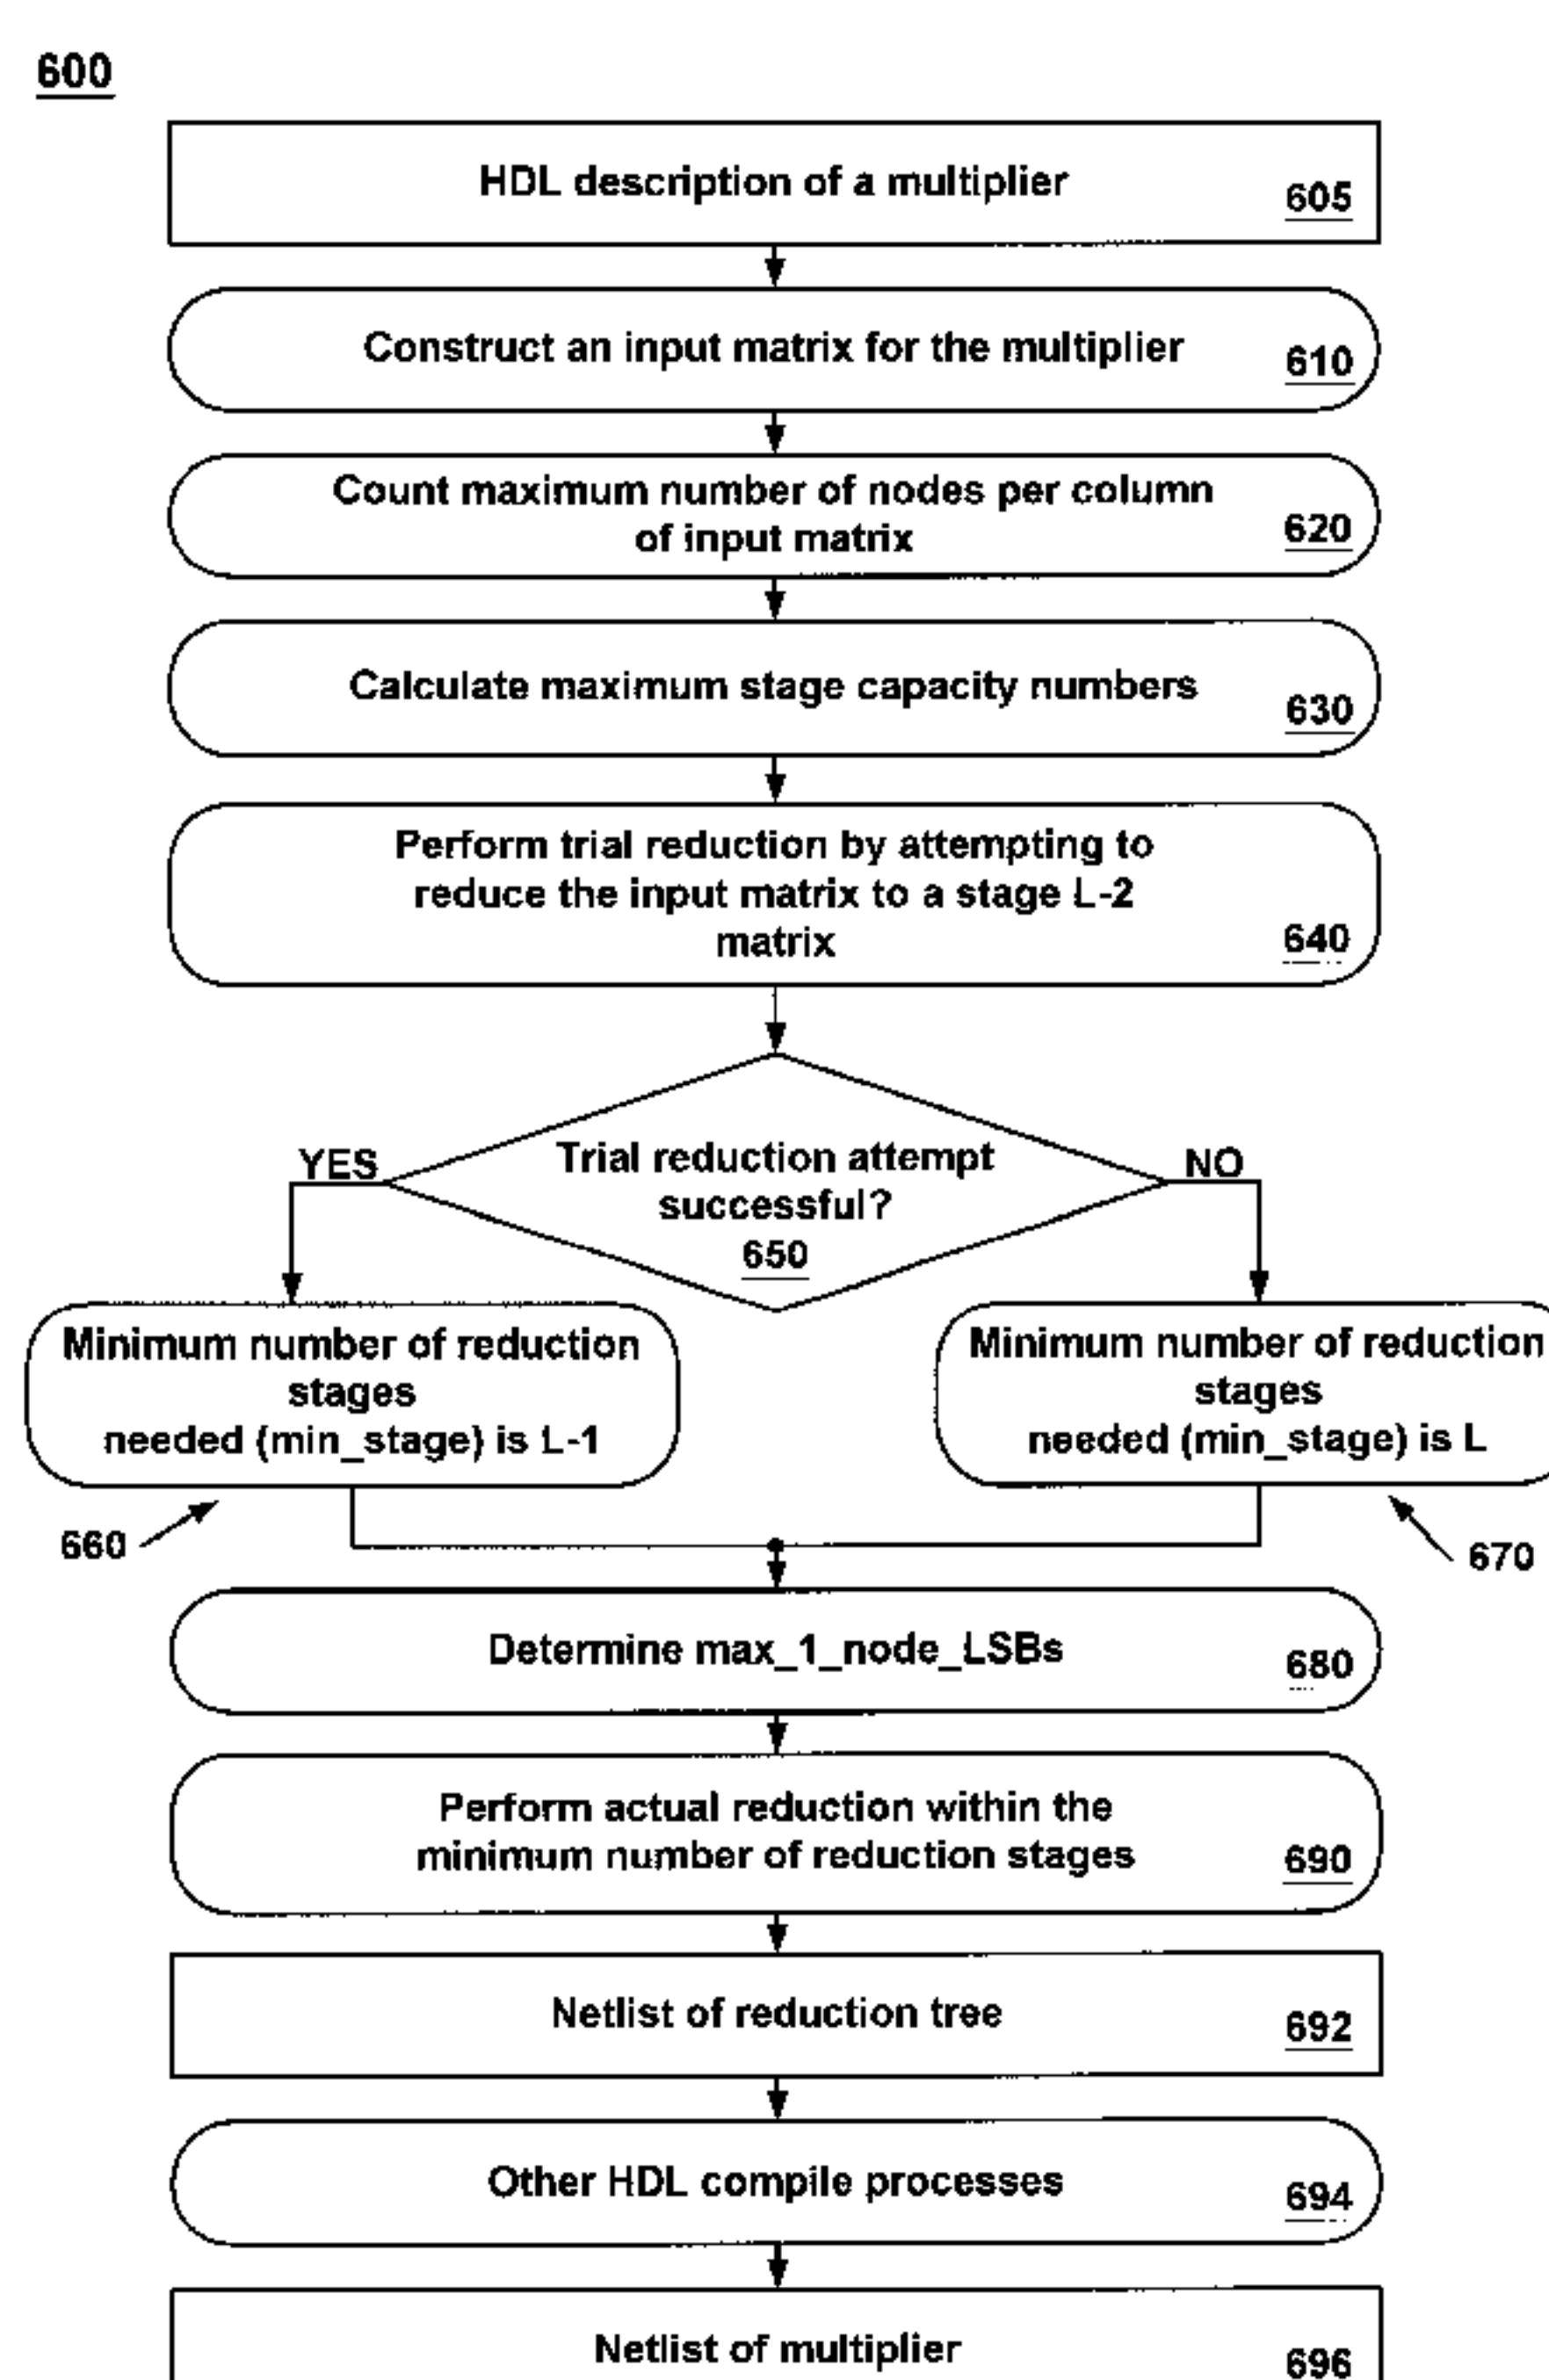 600
HDL description of a multiplier
605
Construct an input matrix for the multiplier
610
Count maximum number of nodes per column
of input matrix
620
Calculate maximum stage capacity numbers
630
Perform trial reduction by attempting to
reduce the input matrix to a stage L-2
matrix
640
YES
Trial reduction attempt
successful?
650
NO
Minimum number of reduction
stages
needed (min_stage) is L-1
660
Minimum number of reduction
stages
needed (min_stage) is L
670
Determine max_1_node_LSBs
680
Perform actual reduction within the
minimum number of reduction stages
690
Netlist of reduction tree
692
Other HDL compile processes
694
Netlist of multiplier
696